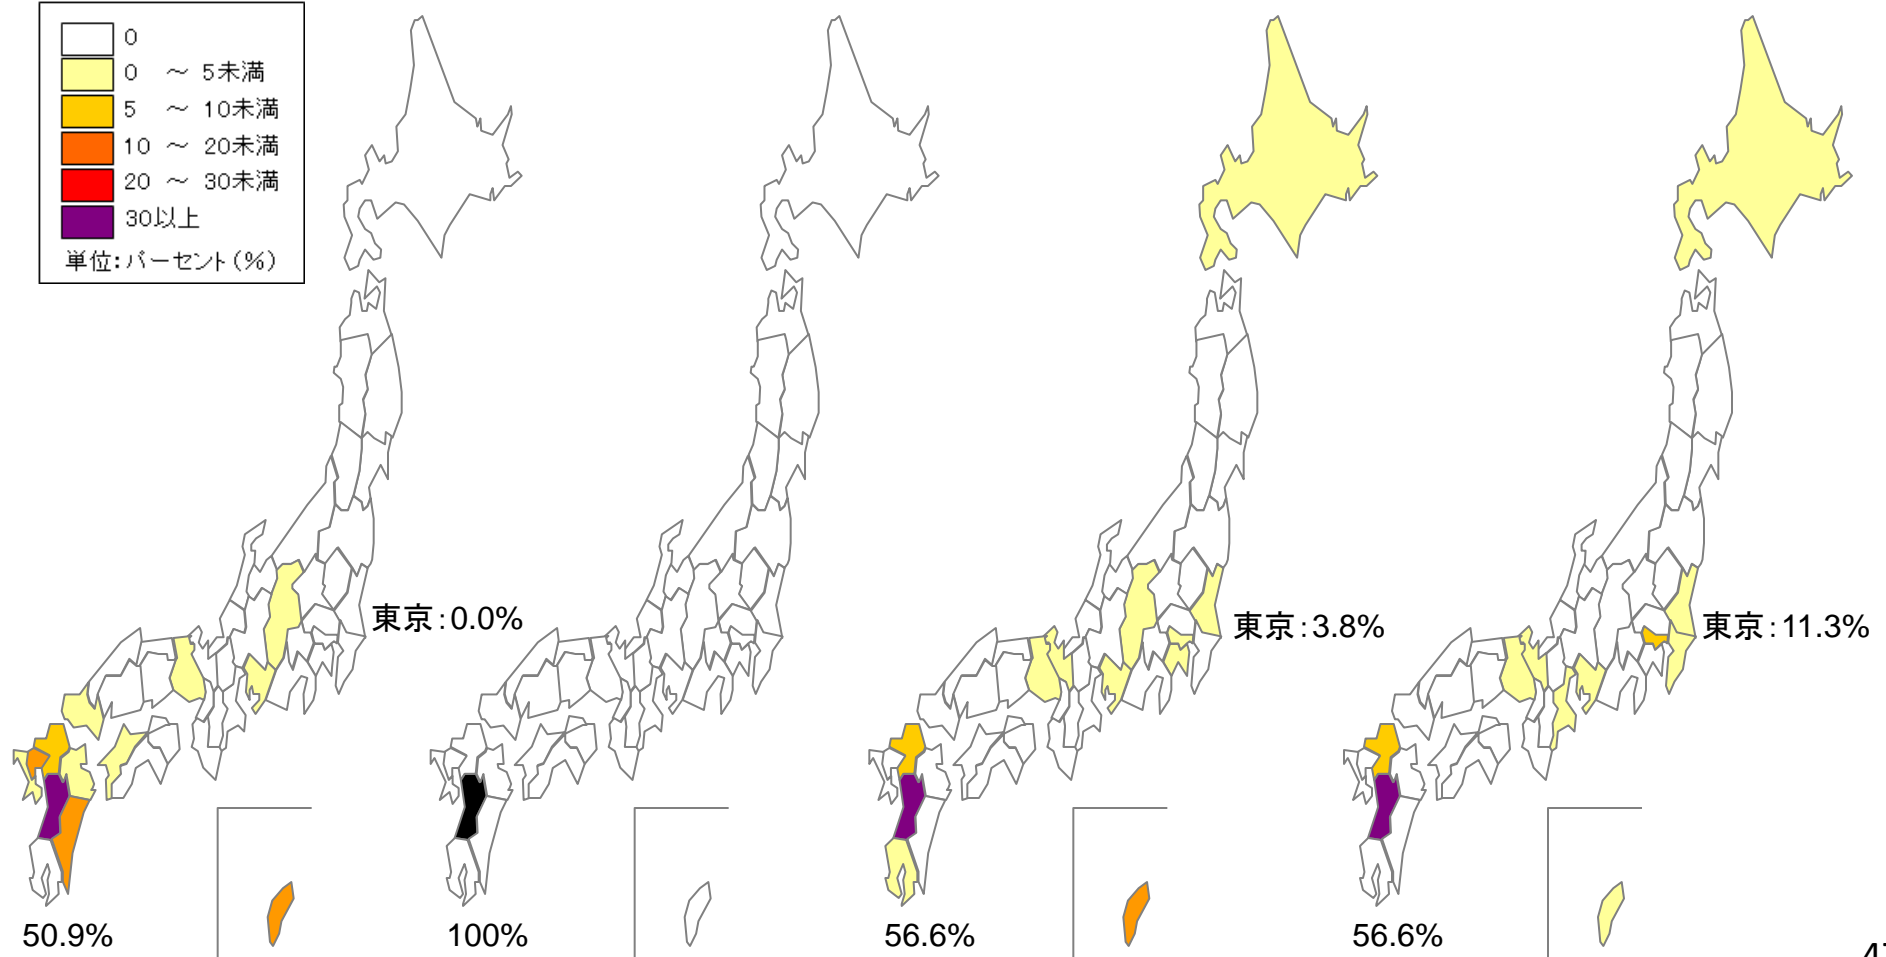 0
0 ～ 5未満
5 ～ 10未満
10 ～ 20未満
20 ～ 30未満
30以上
単位:パーセント(%)
東京：0.0%
東京：3.8%
東京：11.3%
50.9%
100%
56.6%
56.6%